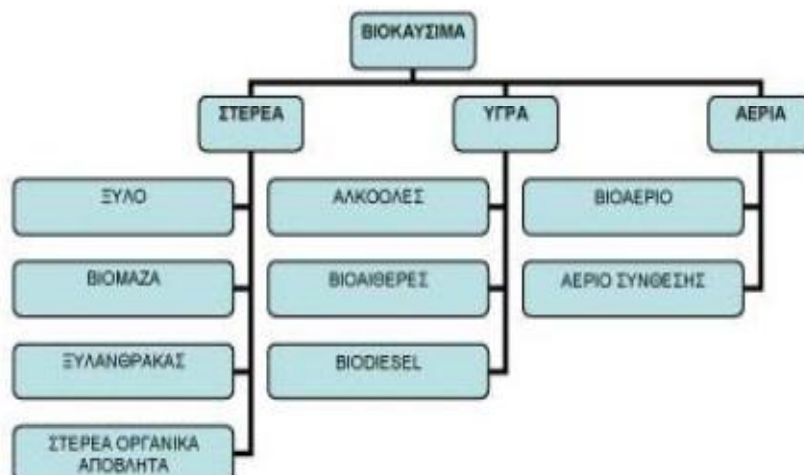 ΒΙΟΚΑΥΣΙΜΑ
ΣΤΕΡΕΑ
ΥΓΡΑ
ΑΕΡΙΑ
ΞΥΛΟ
ΑΛΚΟΟΛΕΣ
ΒΙΟΑΕΡΙΟ
ΒΙΟΜΑΖΑ
ΒΙΟΑΙΘΕΡΕΣ
ΑΕΡΙΟ ΣΥΝΘΕΣΗΣ
ΞΥΛΑΝΘΡΑΚΑΣ
BIODIESEL
ΣΤΕΡΕΑ ΟΡΓΑΝΙΚΑ
ΑΠΟΒΛΗΤΑ